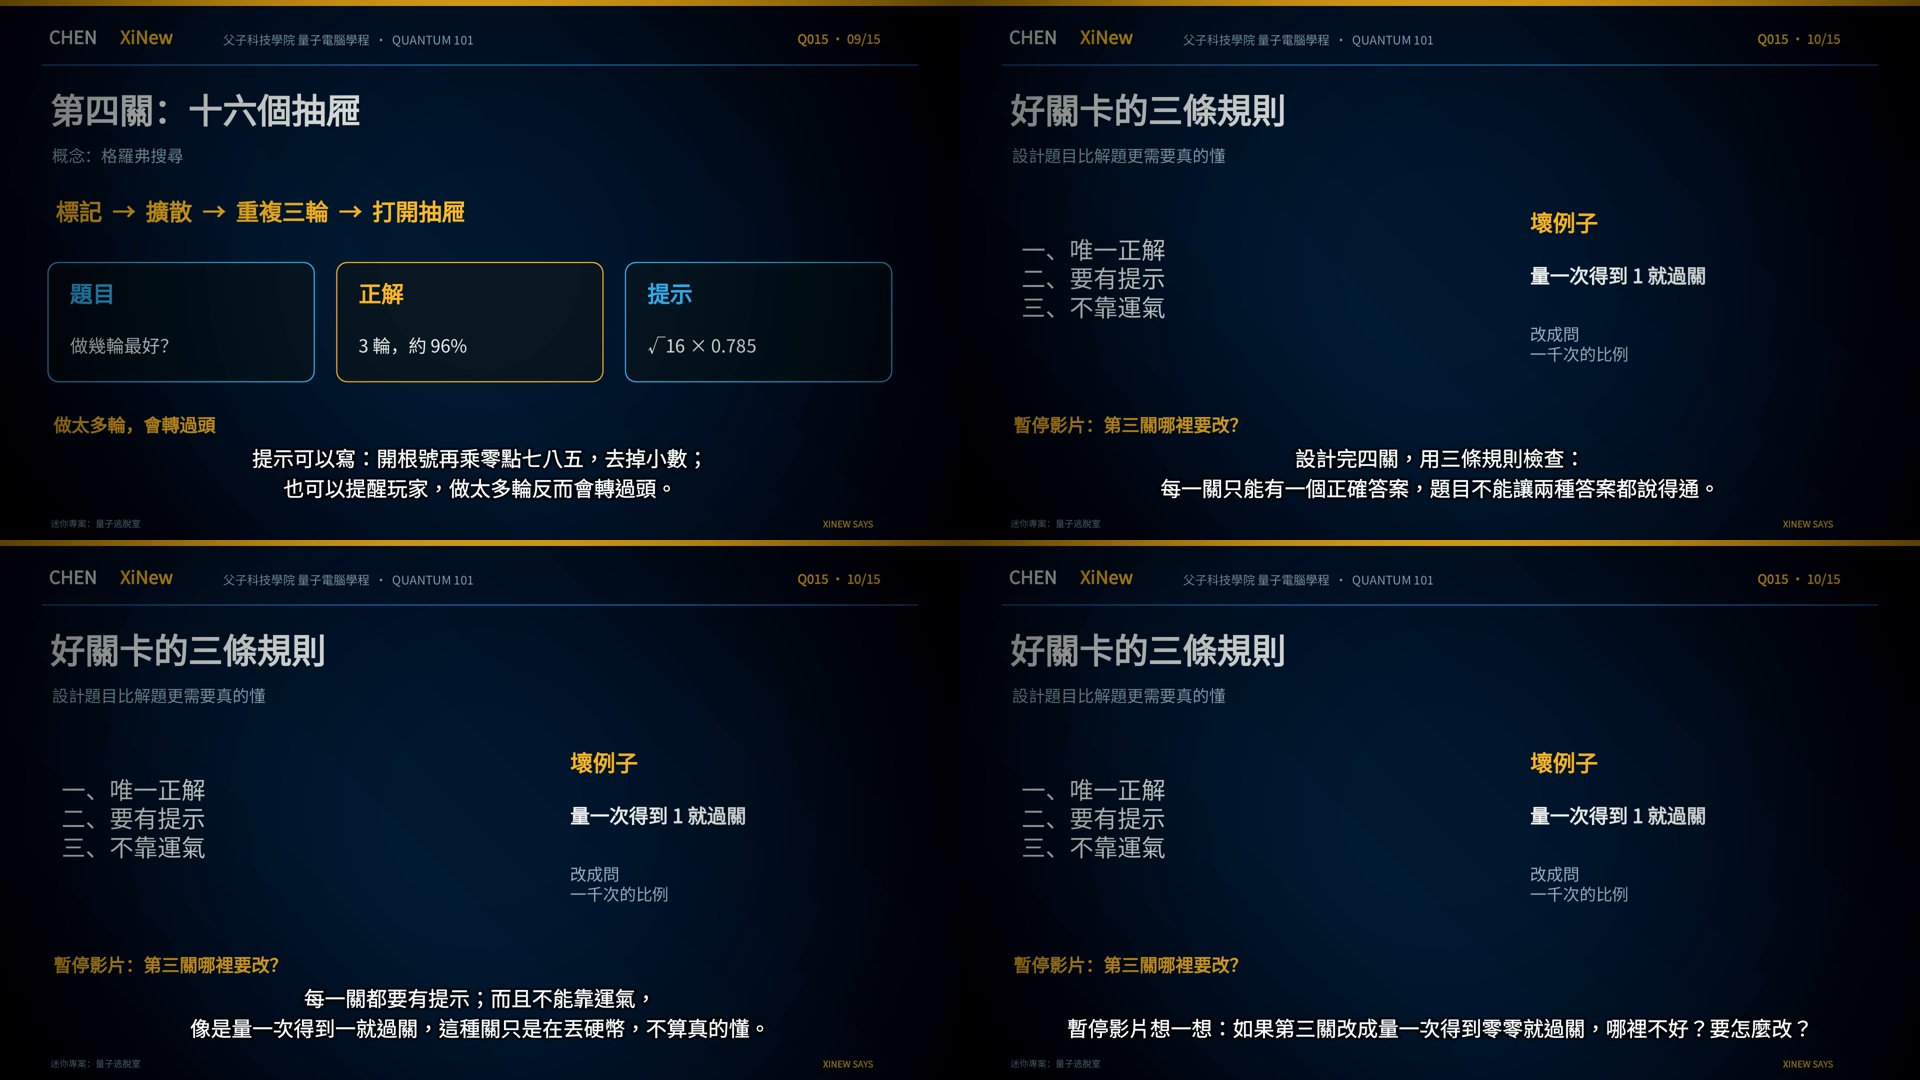 CHEN XiNew 父子科技學院 量子電腦學程 · QUANTUM 101 Q015 · 09/15
第四關：十六個抽屜
概念：格羅弗搜尋
標記 → 擴散 → 重複三輪 → 打開抽屜
題目
做幾輪最好？
正解
3 輪，約 96%
提示
√16 × 0.785
做太多輪，會轉過頭
提示可以寫：開根號再乘零點七八五，去掉小數；
也可以提醒玩家，做太多輪反而會轉過頭。
迷你專案：量子逃脫室 XINEW SAYS
CHEN XiNew 父子科技學院 量子電腦學程 · QUANTUM 101 Q015 · 10/15
好關卡的三條規則
設計題目比解題更需要真的懂
一、唯一正解
二、要有提示
三、不靠運氣
壞例子
量一次得到 1 就過關
改成問
一千次的比例
暫停影片：第三關哪裡要改？
設計完四關，用三條規則檢查：
每一關只能有一個正確答案，題目不能讓兩種答案都說得通。
迷你專案：量子逃脫室 XINEW SAYS
CHEN XiNew 父子科技學院 量子電腦學程 · QUANTUM 101 Q015 · 10/15
好關卡的三條規則
設計題目比解題更需要真的懂
一、唯一正解
二、要有提示
三、不靠運氣
壞例子
量一次得到 1 就過關
改成問
一千次的比例
暫停影片：第三關哪裡要改？
每一關都要有提示；而且不能靠運氣，
像是量一次得到一就過關，這種關只是在丟硬幣，不算真的懂。
迷你專案：量子逃脫室 XINEW SAYS
CHEN XiNew 父子科技學院 量子電腦學程 · QUANTUM 101 Q015 · 10/15
好關卡的三條規則
設計題目比解題更需要真的懂
一、唯一正解
二、要有提示
三、不靠運氣
壞例子
量一次得到 1 就過關
改成問
一千次的比例
暫停影片：第三關哪裡要改？
暫停影片想一想：如果第三關改成量一次得到零零就過關，哪裡不好？要怎麼改？
迷你專案：量子逃脫室 XINEW SAYS